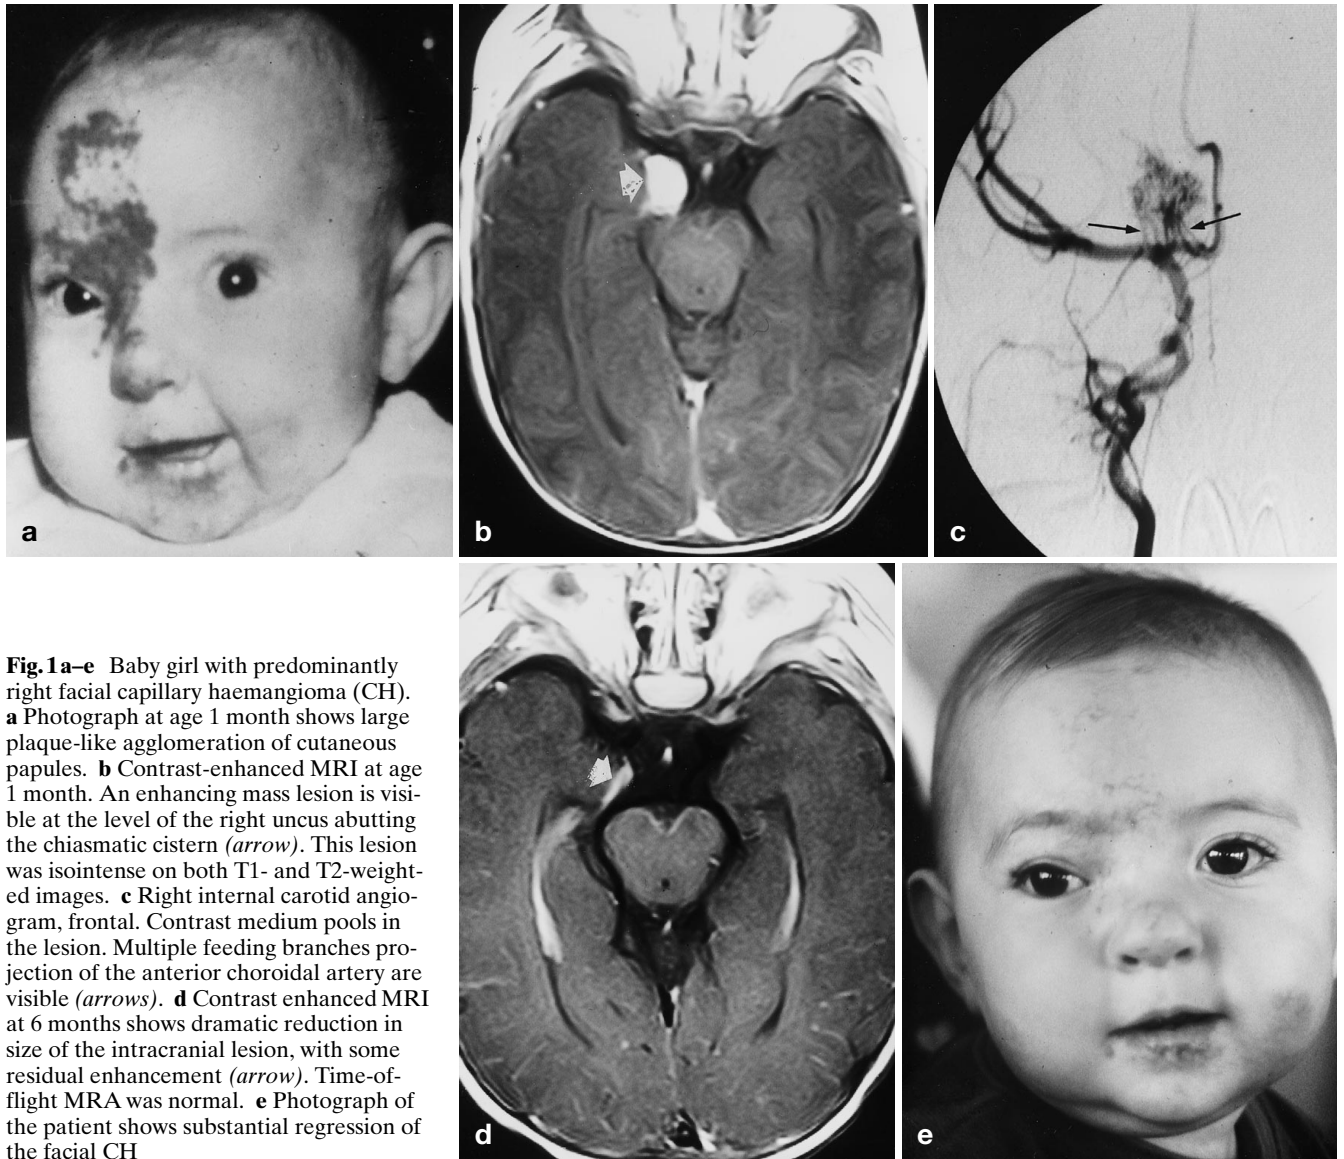 a
b
c
Fig. 1 a–e Baby girl with predominantly
right facial capillary haemangioma (CH).
a Photograph at age 1 month shows large
plaque-like agglomeration of cutaneous
papules. b Contrast-enhanced MRI at age
1 month. An enhancing mass lesion is visi-
ble at the level of the right uncus abutting
the chiasmatic cistern (arrow). This lesion
was isointense on both T1- and T2-weight-
ed images. c Right internal carotid angio-
gram, frontal. Contrast medium pools in
the lesion. Multiple feeding branches pro-
jection of the anterior choroidal artery are
visible (arrows). d Contrast enhanced MRI
at 6 months shows dramatic reduction in
size of the intracranial lesion, with some
residual enhancement (arrow). Time-of-
flight MRA was normal. e Photograph of
the patient shows substantial regression of
the facial CH
d
e